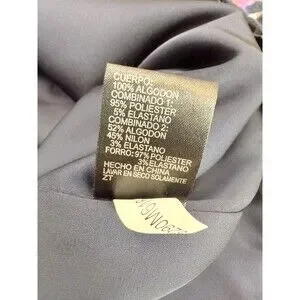 CUERPO:
100% ALGODON
COMBINADO 1:
95% POLIESTER
5% ELASTANO
COMBINADO 2:
52% ALGODON
45% NILON
3% ELASTANO
FORRO: 97% POLIESTER
3% ELASTANO
HECHO EN CHINA
LAVAR EN SECO SOLAMENTE
ZT